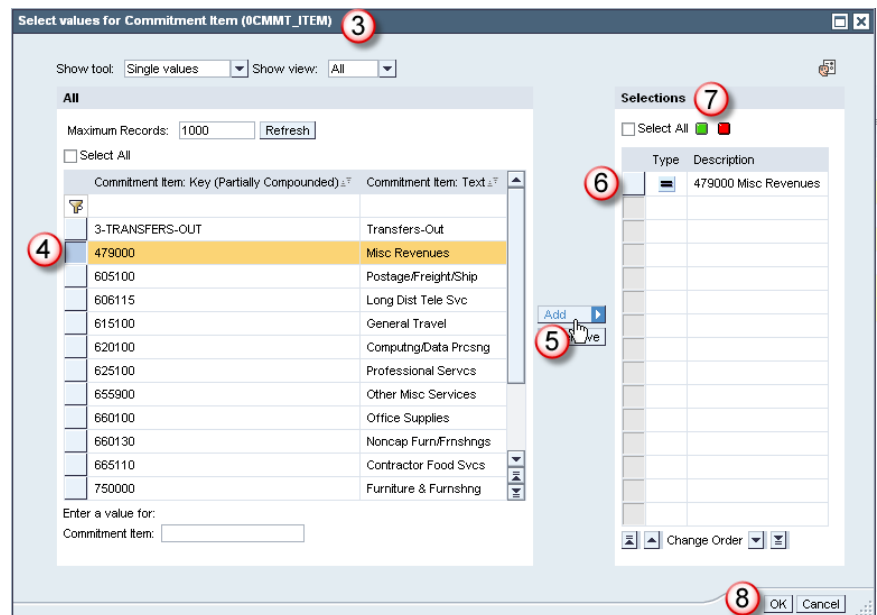 Select values for Commitment Item (0CMMT_ITEM) 3
Show tool: Single values Show view: All
All
Maximum Records: 1000 Refresh
Select All
Commitment Item: Key (Partially Compounded) Commitment Item: Text
3-TRANSFERS-OUT Transfers-Out
4 479000 Misc Revenues
605100 Postage/Freight/Ship
606115 Long Dist Tele Svc
615100 General Travel
620100 Computng/Data Prcsng
625100 Professional Servcs
655900 Other Misc Services
660100 Office Supplies
660130 Noncap Furn/Frnshngs
665110 Contractor Food Svcs
750000 Furniture & Furnshng
Enter a value for:
Commitment Item:
Add
5
Selections 7
Select All
Type Description
6 479000 Misc Revenues
Change Order
8 OK Cancel